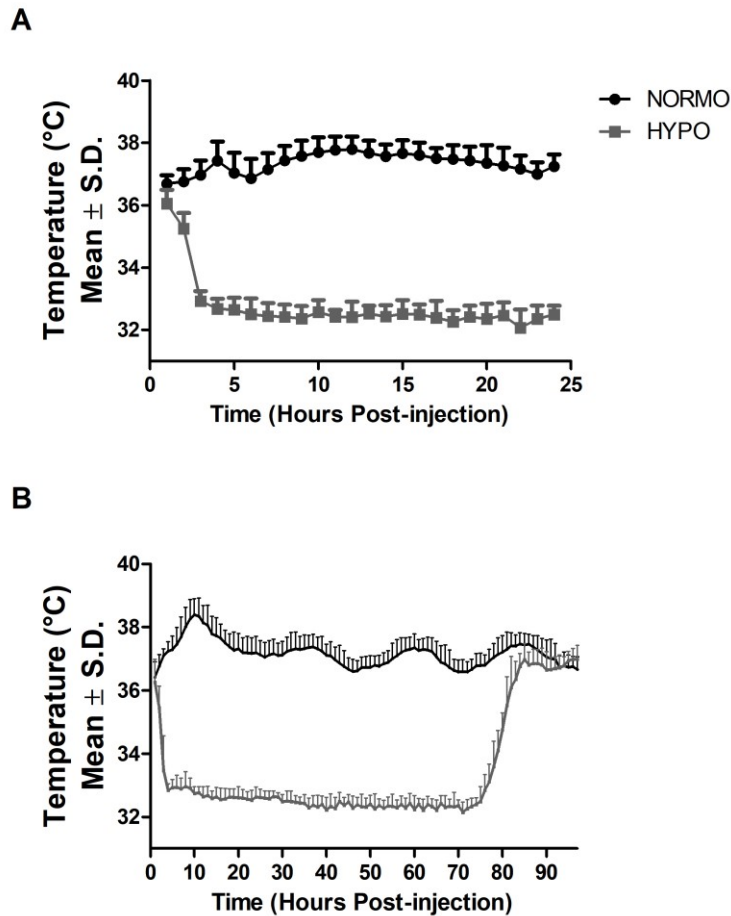 A
Temperature (°C)
Mean ± S.D.
40
38
36
34
32
0 5 10 15 20 25
Time (Hours Post-injection)
NORMO
HYPO
B
Temperature (°C)
Mean ± S.D.
40
38
36
34
32
0 10 20 30 40 50 60 70 80 90
Time (Hours Post-injection)